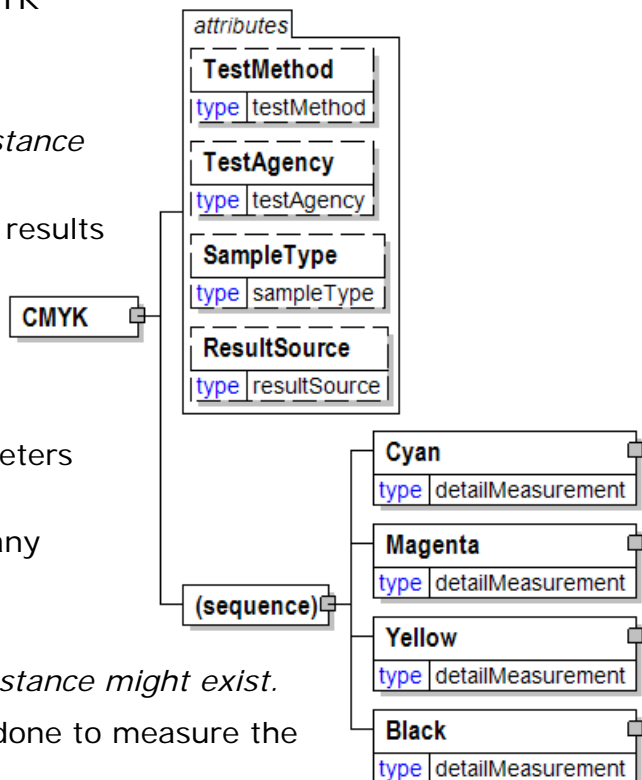 attributes
TestMethod
type testMethod
stance
TestAgency
type testAgency
results
SampleType
type sampleType
CMYK
ResultSource
type resultSource
eters
Cyan
type detailMeasurement
any
Magenta
type detailMeasurement
(sequence)
Yellow
type detailMeasurement
stance might exist.
Black
done to measure the
type detailMeasurement